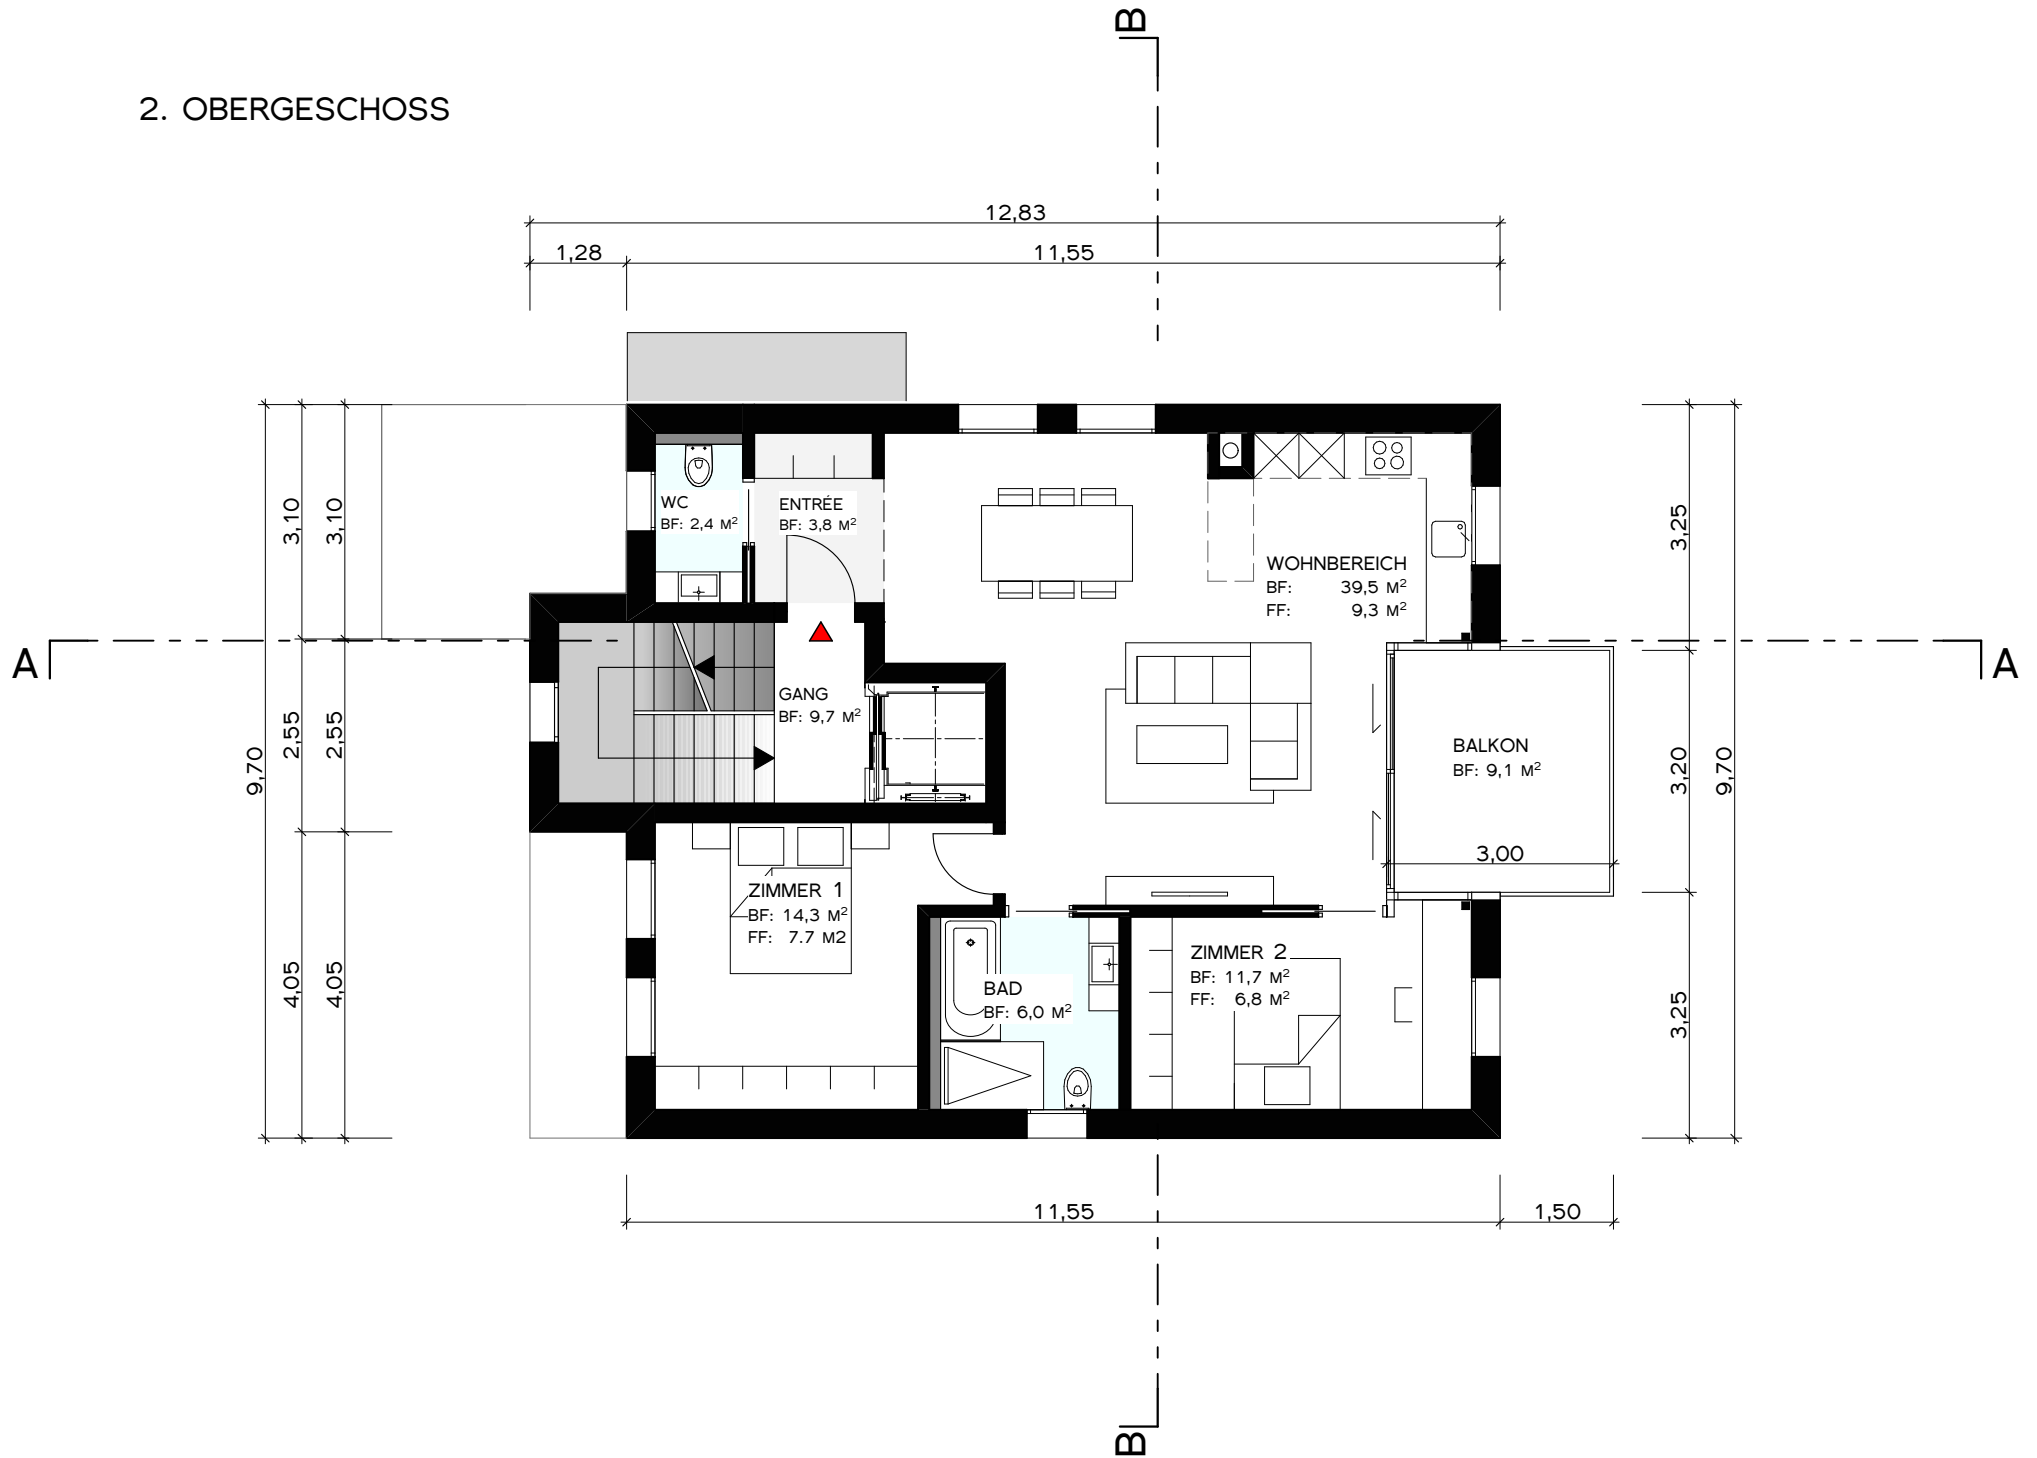 B
2. OBERGESCHOSS
12,83
1,28
11,55
WC
BF: 2,4 M²
ENTRÉE
BF: 3,8 M²
WOHNBEREICH
BF: 39,5 M²
FF: 9,3 M²
3,10
3,10
3,25
A
A
GANG
BF: 9,7 M²
BALKON
BF: 9,1 M²
9,70
2,55
2,55
3,20
9,70
3,00
ZIMMER 1
BF: 14,3 M²
FF: 7.7 M2
ZIMMER 2
BF: 11,7 M²
FF: 6,8 M²
BAD
BF: 6,0 M²
4,05
4,05
3,25
11,55
1,50
B